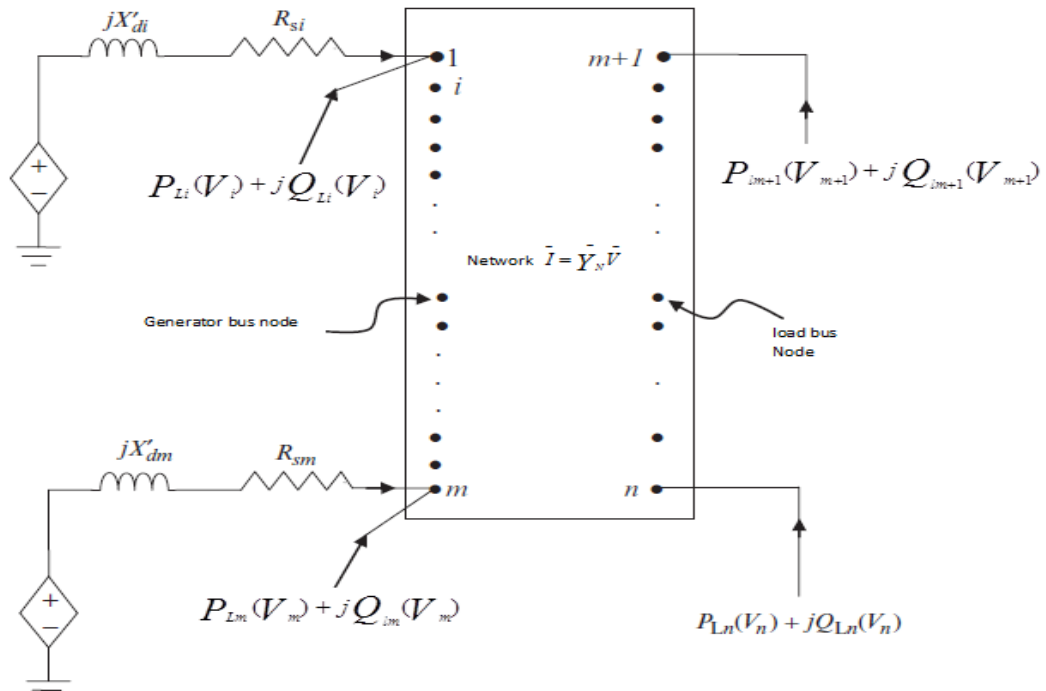 jX'di
Rsi
1
i
m+1
PLi(Vi)+jQLi(Vi)
Pim+1(Vm+1)+jQim+1(Vm+1)
Network Ī=ȲN V̄
Generator bus node
load bus
Node
jX'dm
Rsm
m
n
PLm(Vm)+jQim(Vm)
PLn(Vn)+jQLn(Vn)